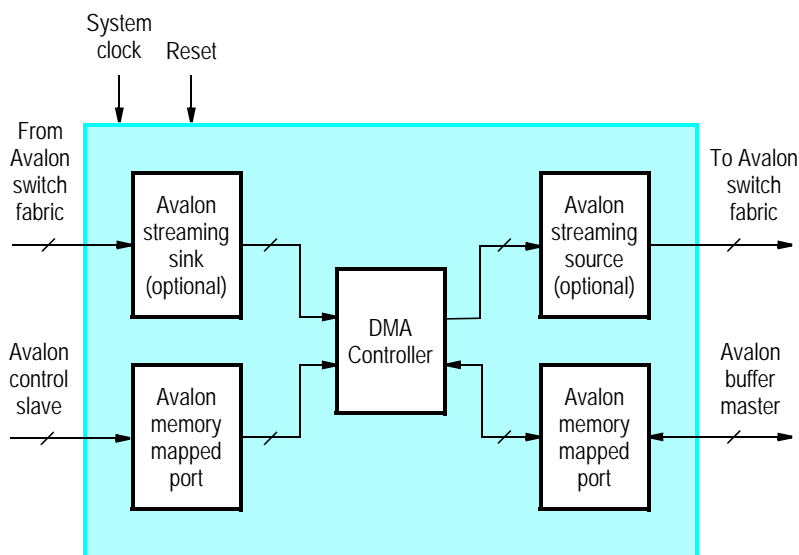 System
clock
Reset
From
Avalon
switch
fabric
To Avalon
switch
fabric
Avalon
streaming
sink
(optional)
Avalon
streaming
source
(optional)
DMA
Controller
Avalon
control
slave
Avalon
memory
mapped
port
Avalon
memory
mapped
port
Avalon
buffer
master